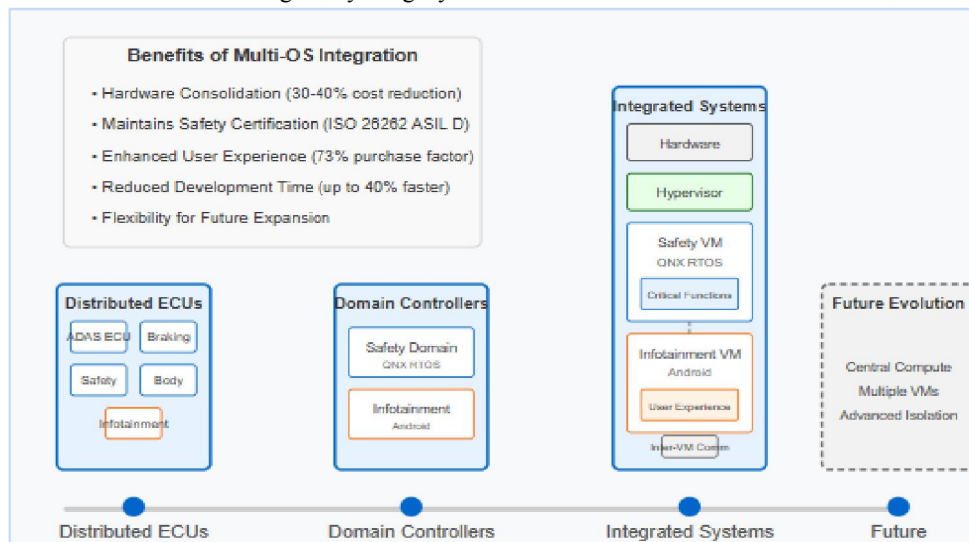 Benefits of Multi-OS Integration
• Hardware Consolidation (30-40% cost reduction)
• Maintains Safety Certification (ISO 26262 ASIL D)
• Enhanced User Experience (73% purchase factor)
• Reduced Development Time (up to 40% faster)
• Flexibility for Future Expansion
Distributed ECUs
ADAS ECU
Braking
Safety
Body
Infotainment
Domain Controllers
Safety Domain
QNX RTOS
Infotainment
Android
Integrated Systems
Hardware
Hypervisor
Safety VM
QNX RTOS
Critical Functions
Infotainment VM
Android
User Experience
Inter-VM Comm
Future Evolution
Central Compute
Multiple VMs
Advanced Isolation
Distributed ECUs
Domain Controllers
Integrated Systems
Future